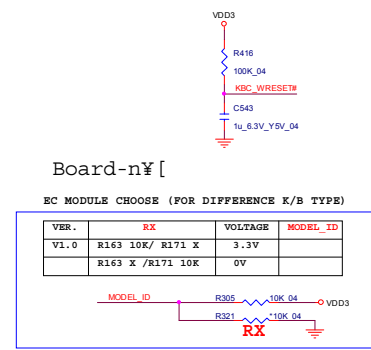 VDD3
R416
100K_04
KBC_WRESET#
C543
1u_6.3V_Y5V_04
Board-n¥[
EC MODULE CHOOSE (FOR DIFFERENCE K/B TYPE)
VER. RX VOLTAGE MODEL_ID
V1.0 R163 10K/ R171 X 3.3V
R163 X /R171 10K 0V
MODEL_ID R305 10K_04 VDD3
R321 *10K_04
RX